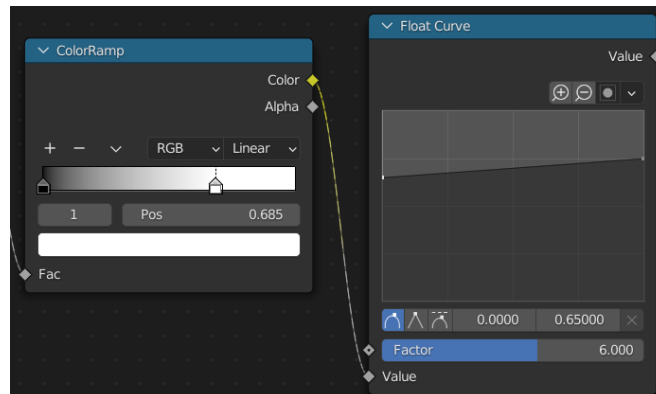 ColorRamp
Color
Alpha
RGB Linear
1 Pos 0.685
Fac
Float Curve
Value
0.0000 0.65000
Factor 6.000
Value